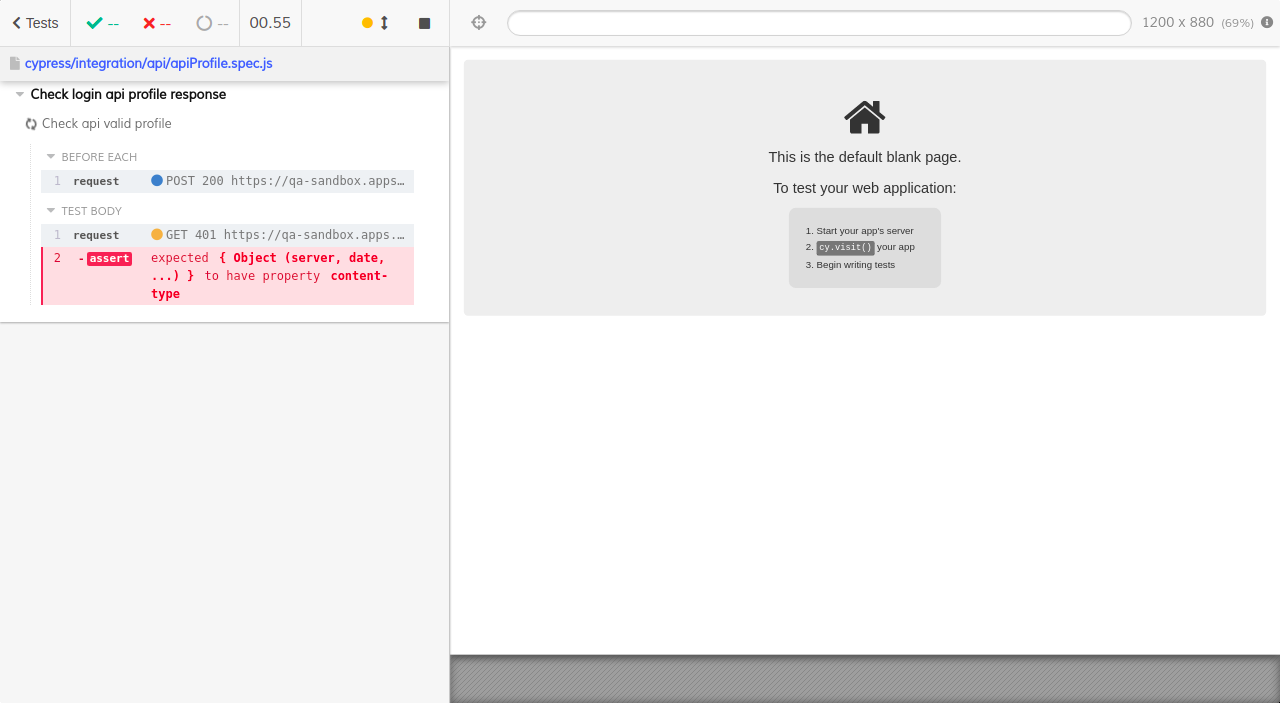 Tests -- -- -- 00.55 1200 x 880 (69%)
cypress/integration/api/apiProfile.spec.js
Check login api profile response
Check api valid profile
BEFORE EACH
1 request POST 200 https://qa-sandbox.apps…
TEST BODY
1 request GET 401 https://qa-sandbox.apps.…
2 -assert expected { Object (server, date,
...) } to have property content-
type
This is the default blank page.
To test your web application:
1. Start your app's server
2. cy.visit() your app
3. Begin writing tests